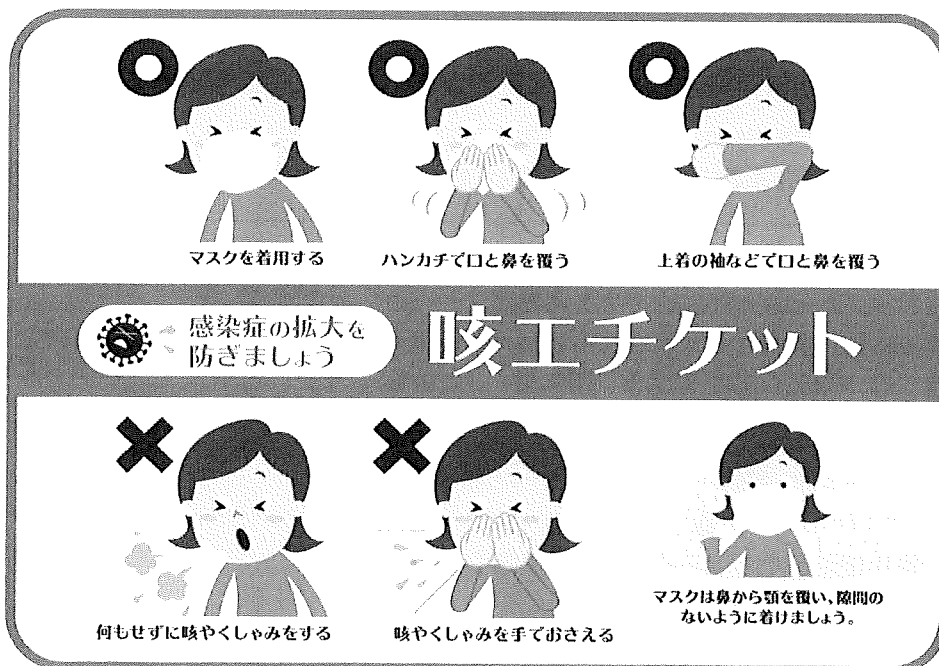 マスクを着用する
ハンカチで口と鼻を覆う
上着の袖などで口と鼻を覆う
感染症の拡大を
防ぎましょう
咳エチケット
何もせずに咳やくしゃみをする
咳やくしゃみを手でおさえる
マスクは鼻から顎を覆い、隙間の
ないように着けましょう。